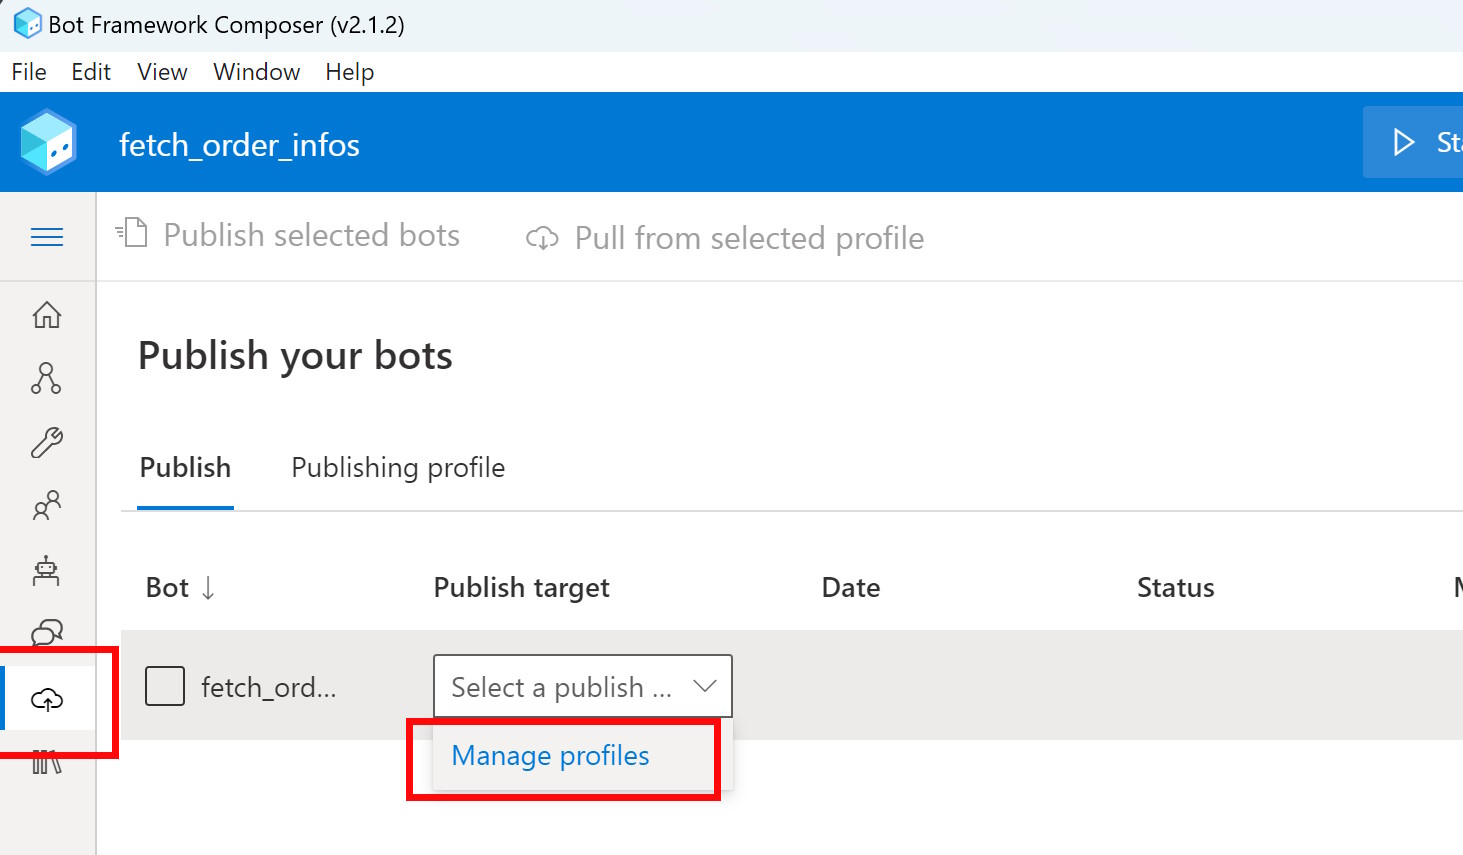 Bot Framework Composer (v2.1.2)
File Edit View Window Help
fetch_order_infos
Publish selected bots Pull from selected profile
Publish your bots
Publish Publishing profile
Bot ↓ Publish target Date Status
fetch_ord... Select a publish ...
Manage profiles